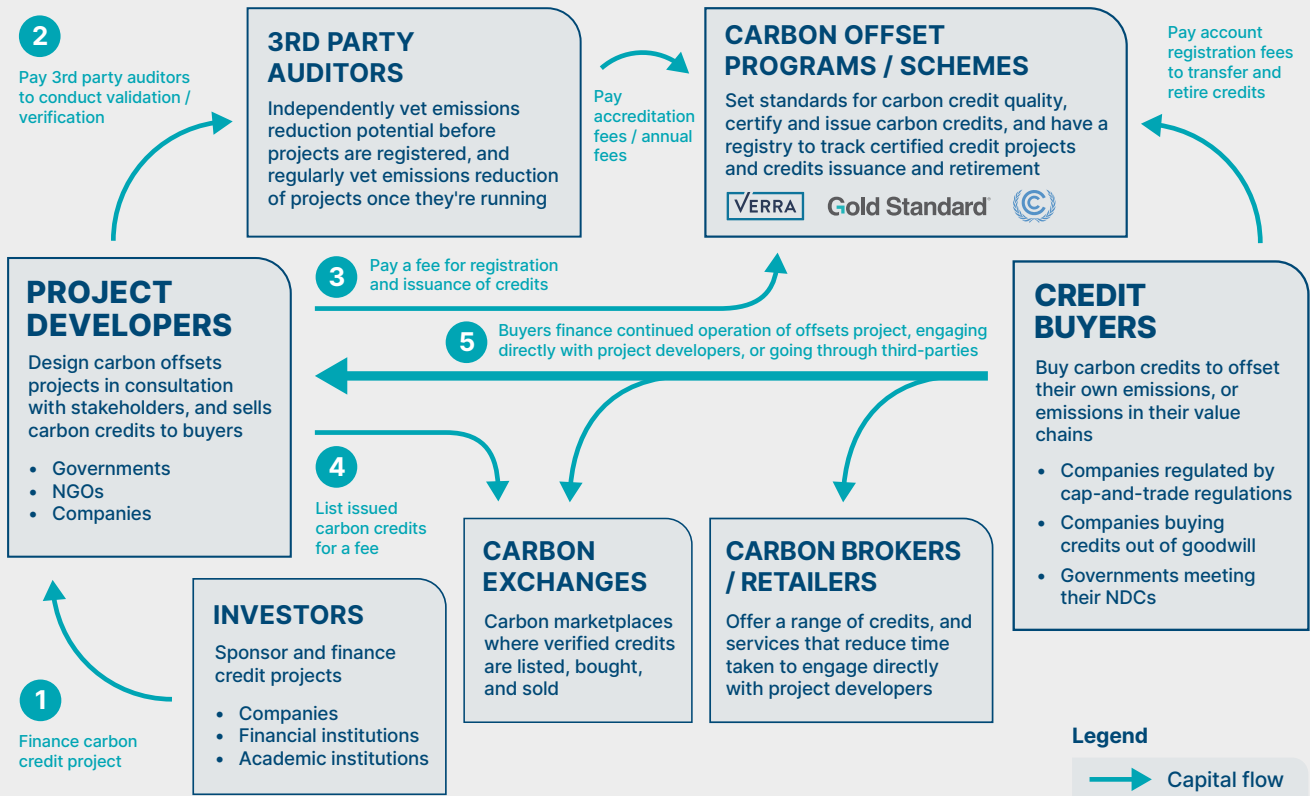 2
Pay 3rd party auditors
to conduct validation /
verification
3RD PARTY
AUDITORS
Independently vet emissions
reduction potential before
projects are registered, and
regularly vet emissions reduction
of projects once they're running
Pay
accreditation
fees / annual
fees
CARBON OFFSET
PROGRAMS / SCHEMES
Set standards for carbon credit quality,
certify and issue carbon credits, and have a
registry to track certified credit projects
and credits issuance and retirement
VERRA
Gold Standard
Pay account
registration fees
to transfer and
retire credits
PROJECT
DEVELOPERS
Design carbon offsets
projects in consultation
with stakeholders, and sells
carbon credits to buyers
• Governments
• NGOs
• Companies
3
Pay a fee for registration
and issuance of credits
5
Buyers finance continued operation of offsets project, engaging
directly with project developers, or going through third-parties
4
List issued
carbon credits
for a fee
CREDIT
BUYERS
Buy carbon credits to offset
their own emissions, or
emissions in their value
chains
• Companies regulated by
cap-and-trade regulations
• Companies buying
credits out of goodwill
• Governments meeting
their NDCs
1
Finance carbon
credit project
INVESTORS
Sponsor and finance
credit projects
• Companies
• Financial institutions
• Academic institutions
CARBON
EXCHANGES
Carbon marketplaces
where verified credits
are listed, bought,
and sold
CARBON BROKERS
/ RETAILERS
Offer a range of credits, and
services that reduce time
taken to engage directly
with project developers
Legend
Capital flow